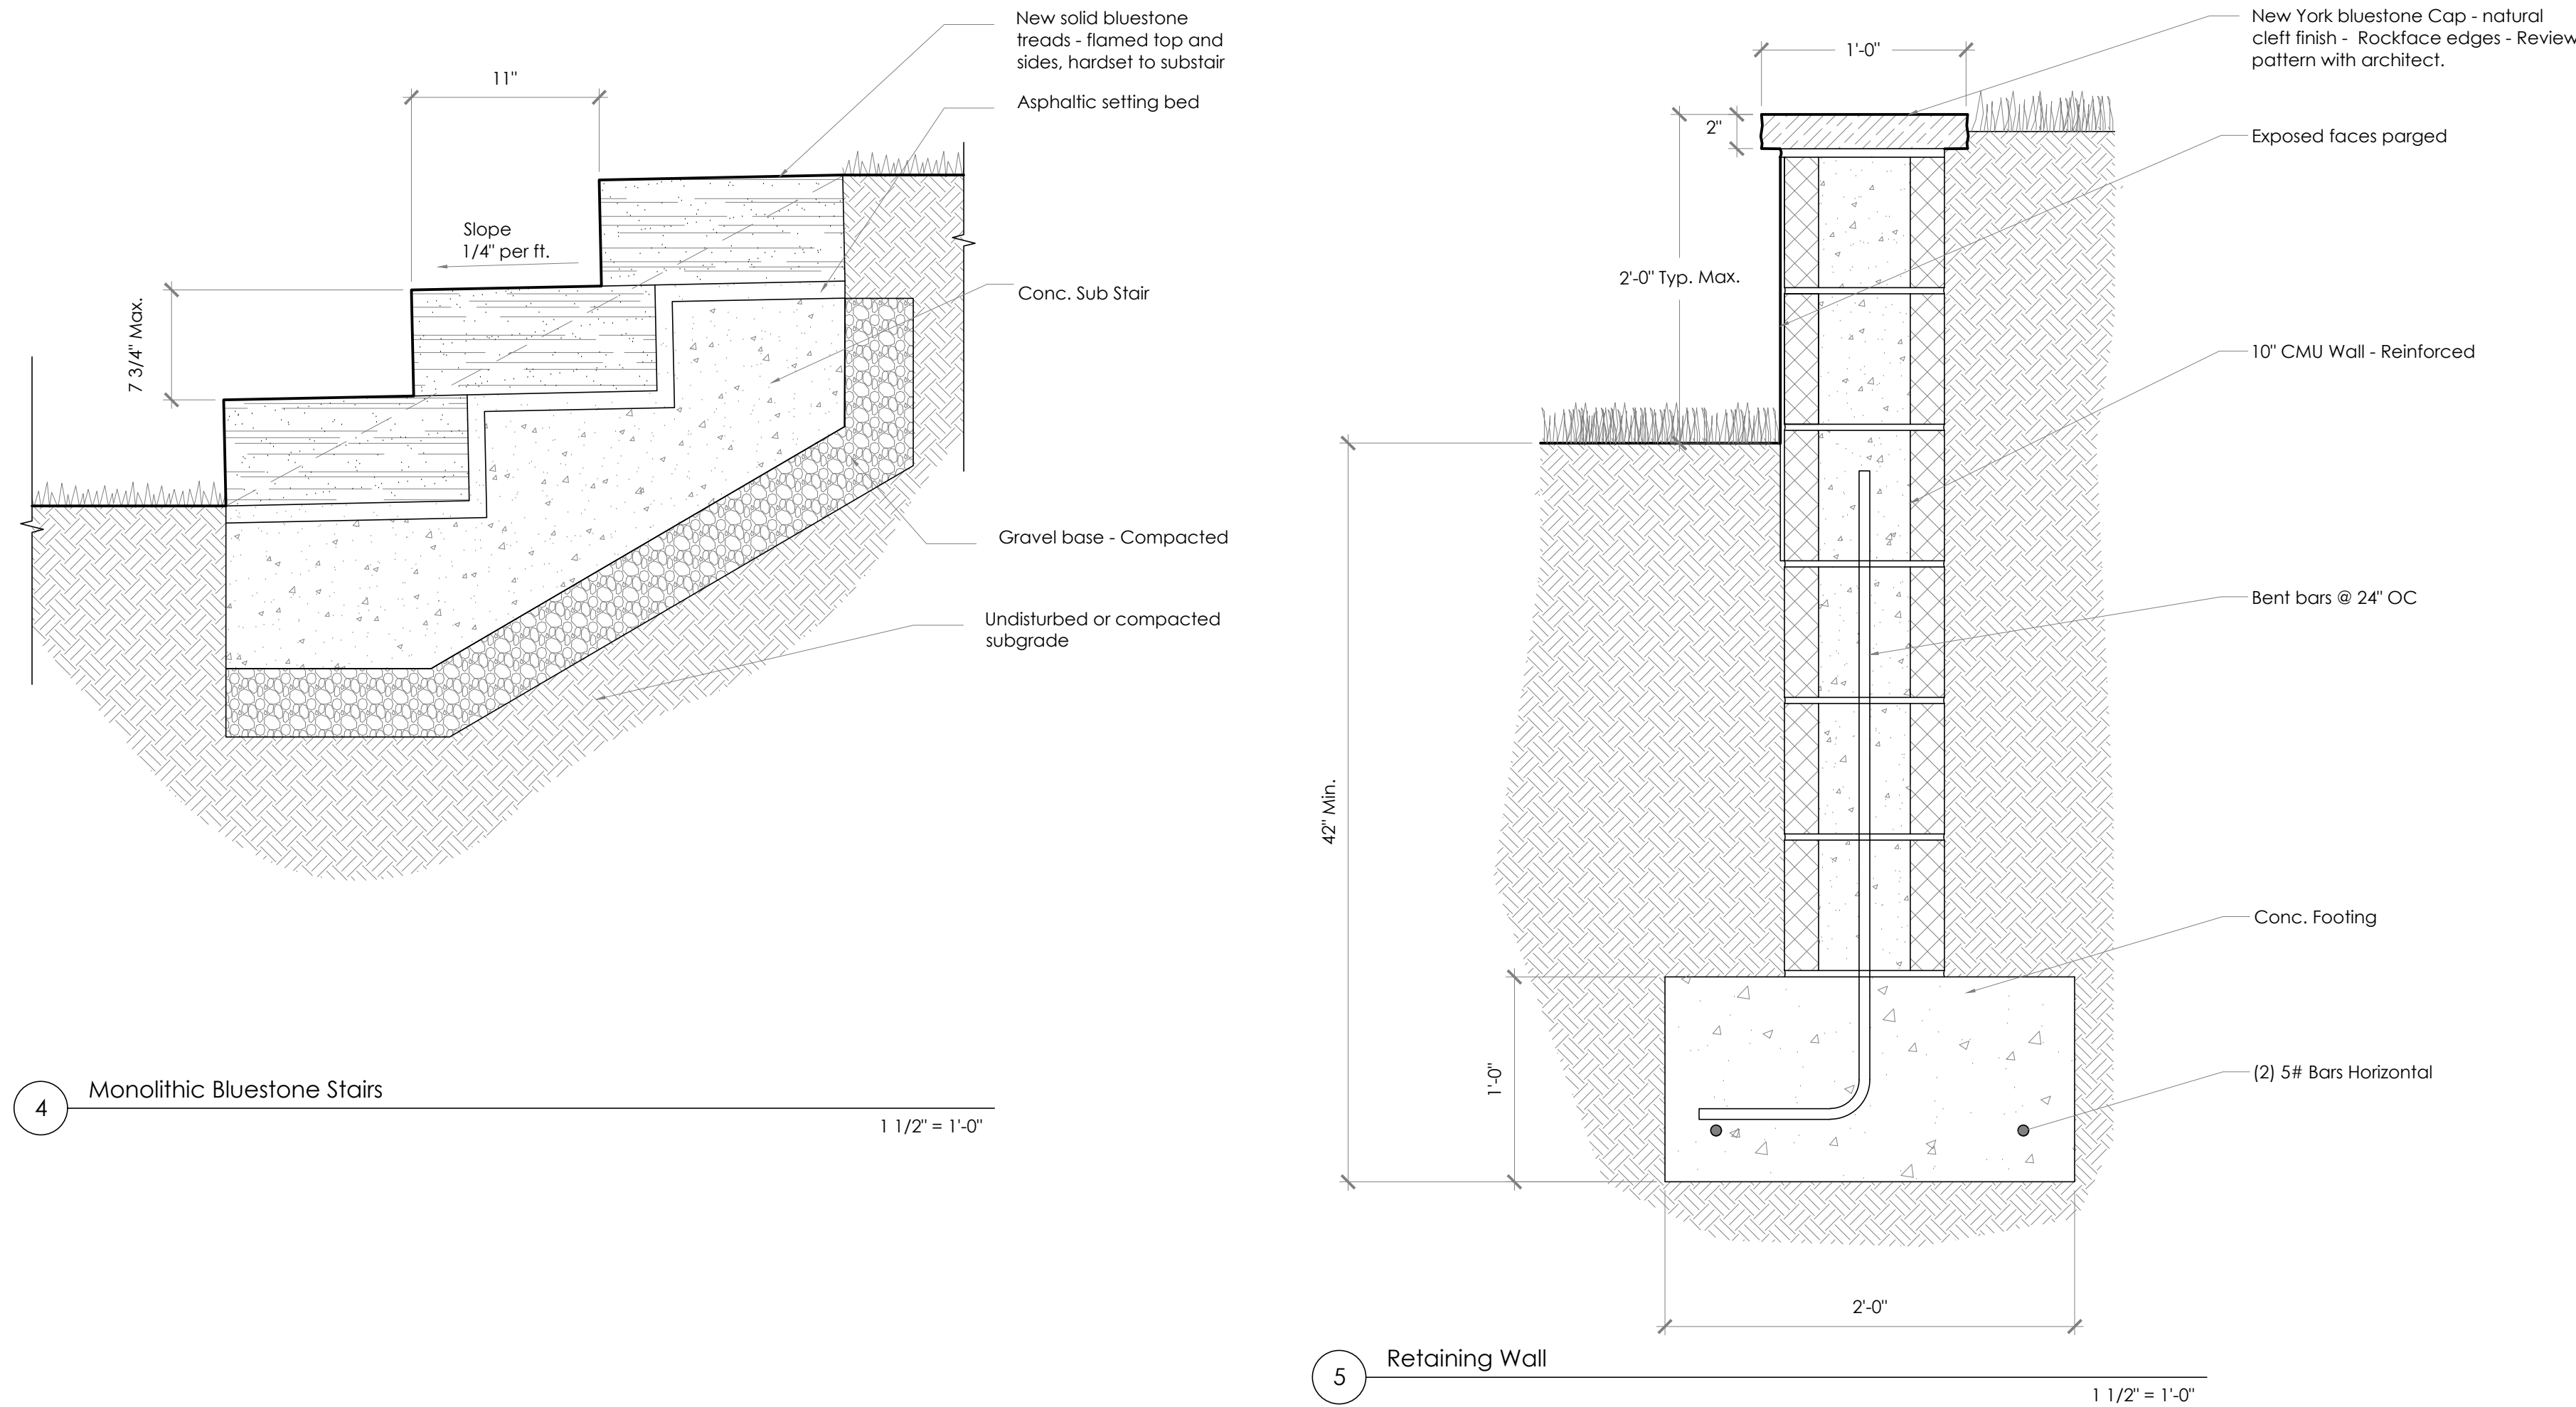 New solid bluestone
treads - flamed top and
sides, hardset to substair
11"
Asphaltic setting bed
Slope
1/4" per ft.
7 3/4" Max.
Conc. Sub Stair
Gravel base - Compacted
Undisturbed or compacted
subgrade
4
Monolithic Bluestone Stairs
1 1/2" = 1'-0"
New York bluestone Cap - natural
cleft finish - Rockface edges - Review
pattern with architect.
1'-0"
2"
Exposed faces parged
2'-0" Typ. Max.
10" CMU Wall - Reinforced
Bent bars @ 24" OC
42" Min.
Conc. Footing
1'-0"
(2) 5# Bars Horizontal
2'-0"
5
Retaining Wall
1 1/2" = 1'-0"